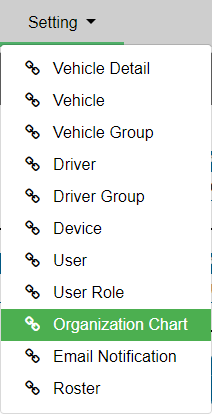 Setting
Vehicle Detail
Vehicle
Vehicle Group
Driver
Driver Group
Device
User
User Role
Organization Chart
Email Notification
Roster